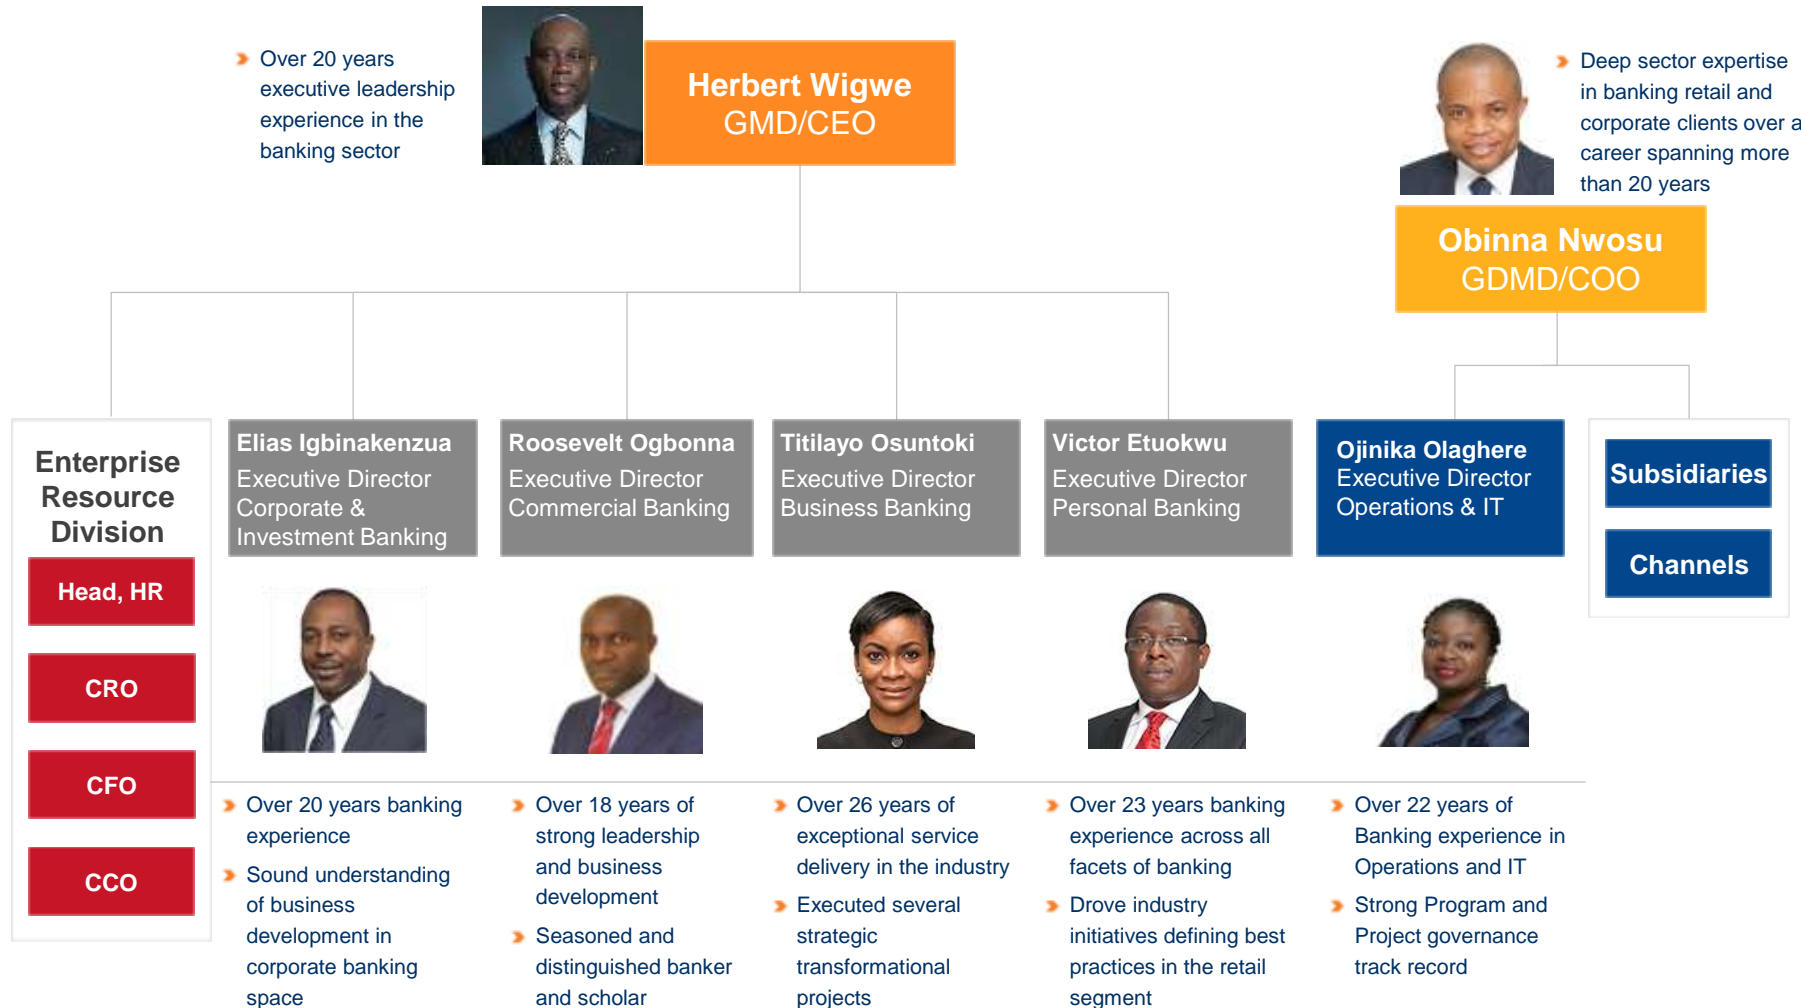 Over 20 years
executive leadership
experience in the
banking sector
Herbert Wigwe
GMD/CEO
Deep sector expertise
in banking retail and
corporate clients over a
career spanning more
than 20 years
Obinna Nwosu
GDMD/COO
Enterprise
Resource
Division
Head, HR
CRO
CFO
CCO
Elias Igbinakenzua
Executive Director
Corporate &
Investment Banking
Roosevelt Ogbonna
Executive Director
Commercial Banking
Titilayo Osuntoki
Executive Director
Business Banking
Victor Etuokwu
Executive Director
Personal Banking
Ojinika Olaghere
Executive Director
Operations & IT
Subsidiaries
Channels
Over 20 years banking
experience
Sound understanding
of business
development in
corporate banking
space
Over 18 years of
strong leadership
and business
development
Seasoned and
distinguished banker
and scholar
Over 26 years of
exceptional service
delivery in the industry
Executed several
strategic
transformational
projects
Over 23 years banking
experience across all
facets of banking
Drove industry
initiatives defining best
practices in the retail
segment
Over 22 years of
Banking experience in
Operations and IT
Strong Program and
Project governance
track record